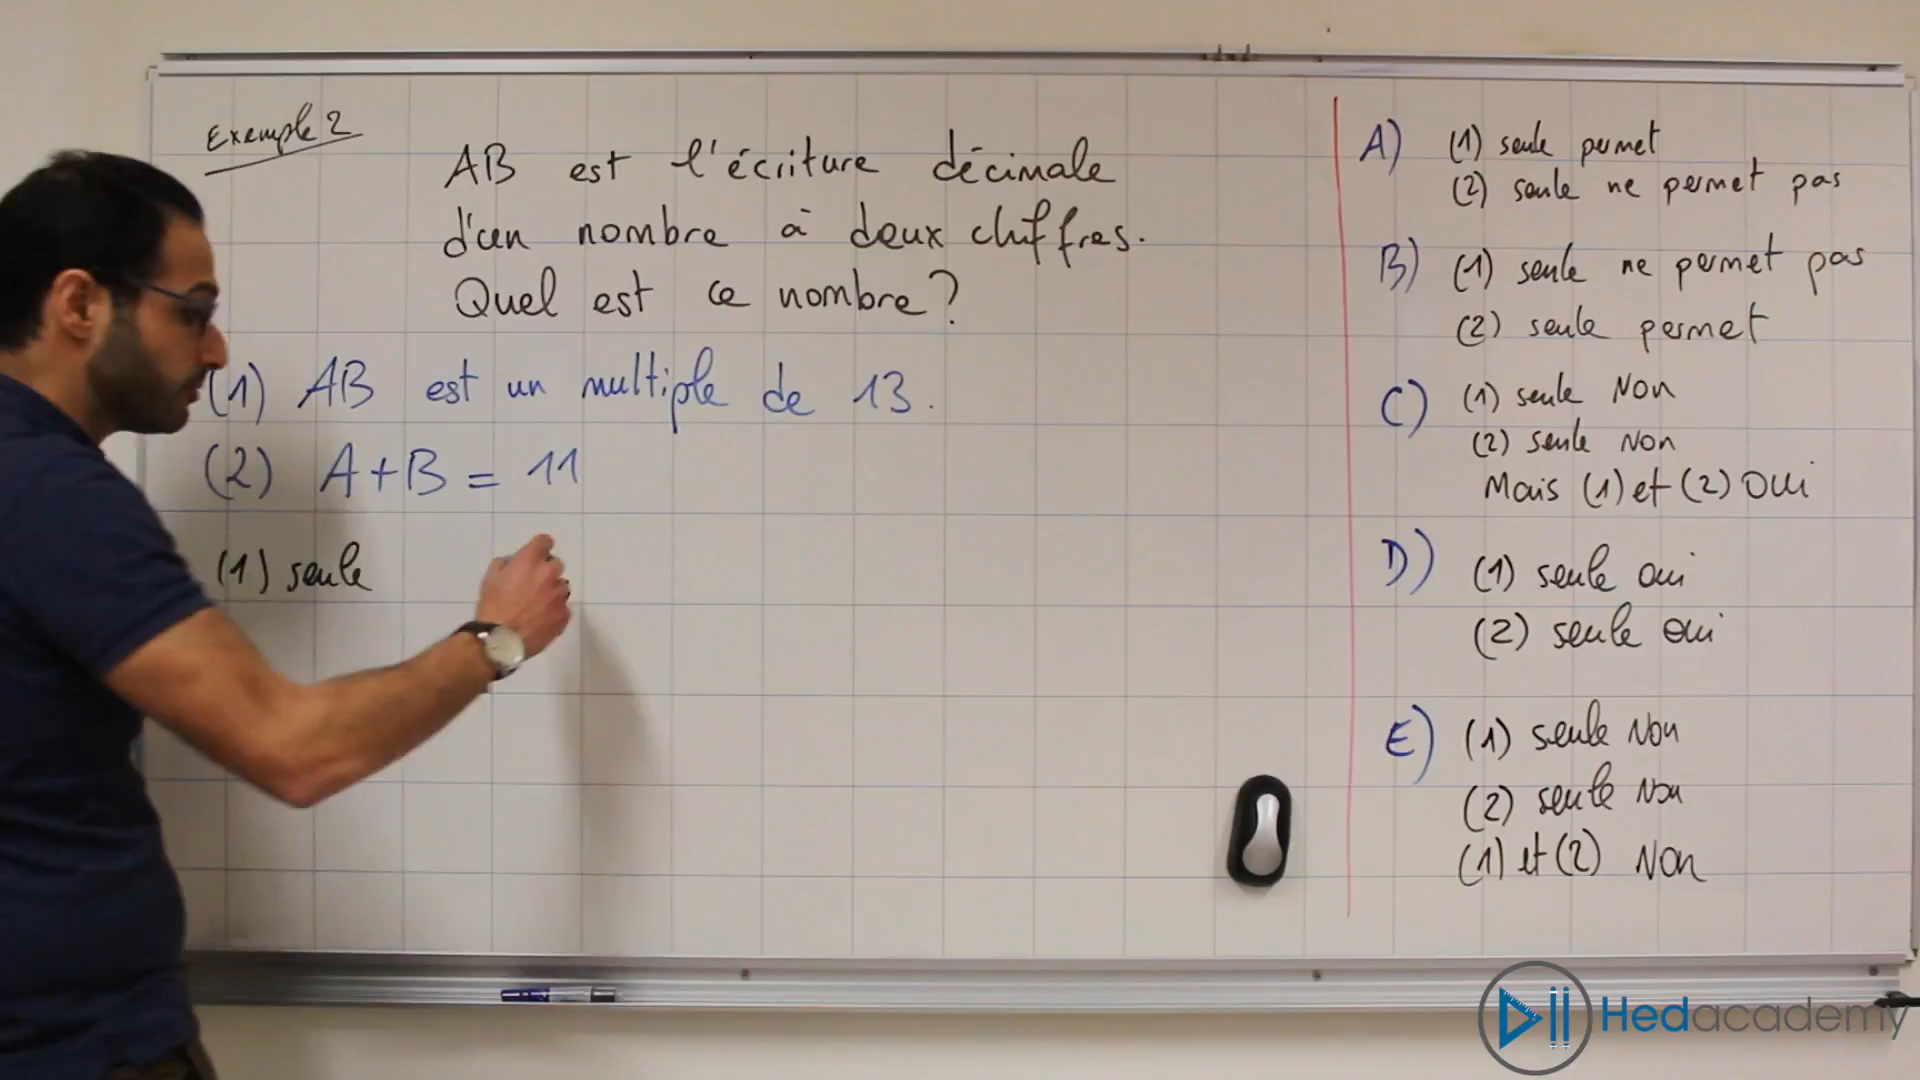 Exemple 2
AB est l'écriture décimale
d'un nombre à deux chiffres.
Quel est ce nombre?
(1) AB est un multiple de 13.
(2) A+B = 11
(1) seule
A) (1) seule permet
(2) seule ne permet pas
B) (1) seule ne permet pas
(2) seule permet
C) (1) seule Non
(2) seule Non
Mais (1) et (2) OUi
D) (1) seule oui
(2) seule oui
E) (1) seule Non
(2) seule Non
(1) et (2) Non
Hedacademy